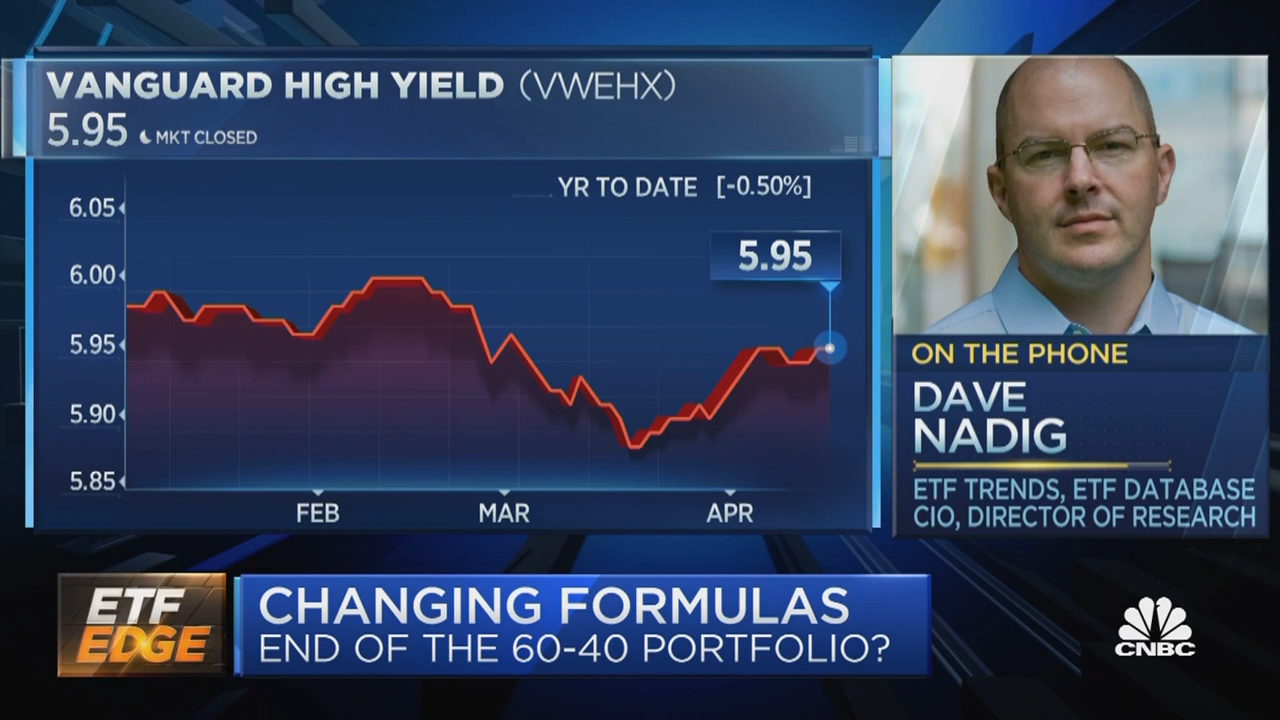 VANGUARD HIGH YIELD (VWEHX)
5.95 MKT CLOSED
YR TO DATE [-0.50%]
5.95
6.05
6.00
5.95
5.90
5.85
FEB MAR APR
ON THE PHONE
DAVE
NADIG
ETF TRENDS, ETF DATABASE
CIO, DIRECTOR OF RESEARCH
ETF
EDGE
CHANGING FORMULAS
END OF THE 60-40 PORTFOLIO?
CNBC